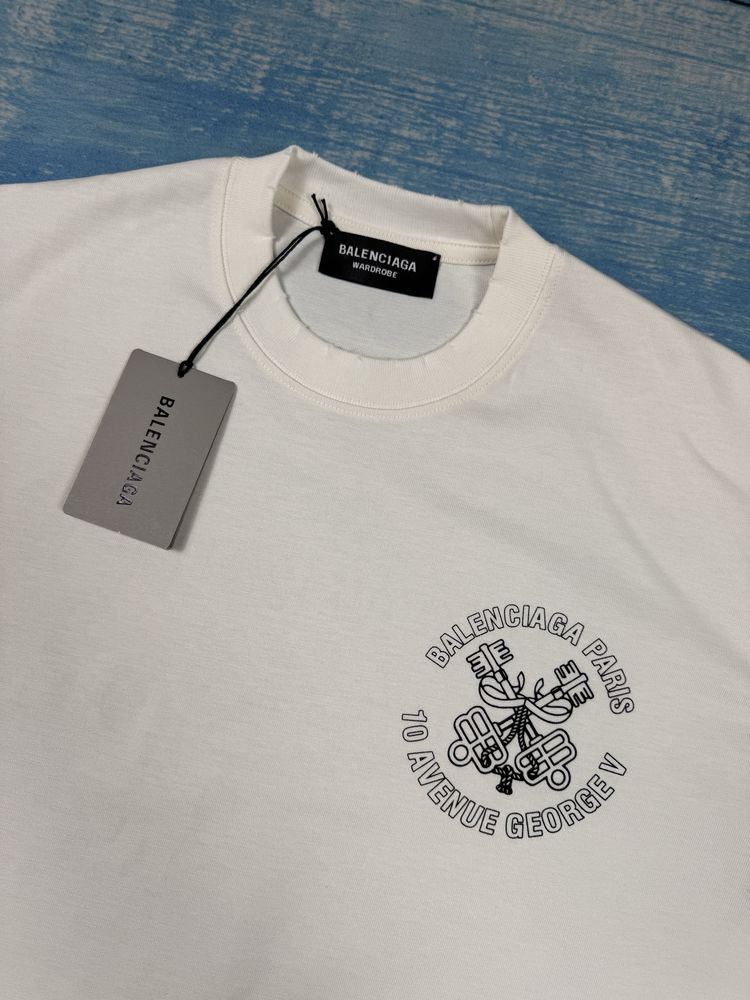 BALENCIAGA
WARDROBE
BALENCIAGA
BALENCIAGA PARIS
10 AVENUE GEORGE V